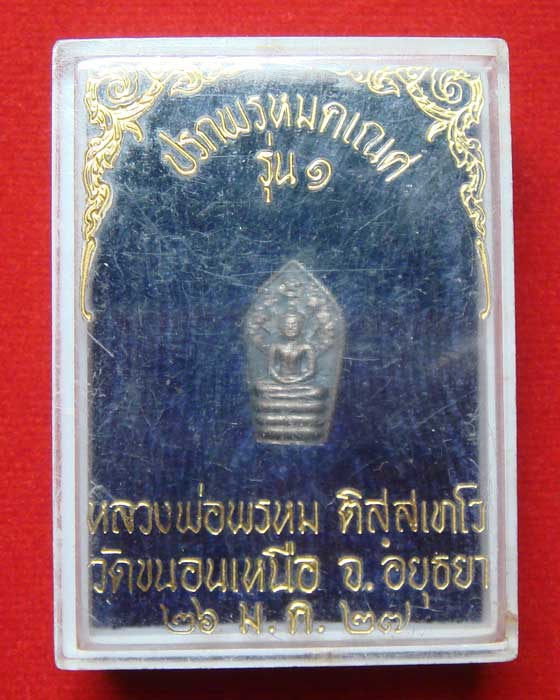 ปรกพรหมคเณศ
รุ่น ๑
หลวงพ่อพรหม ติสฺสเทโว
วัดขนอนเหนือ จ. อยุธยา
๒๖ ม. ค. ๒๗